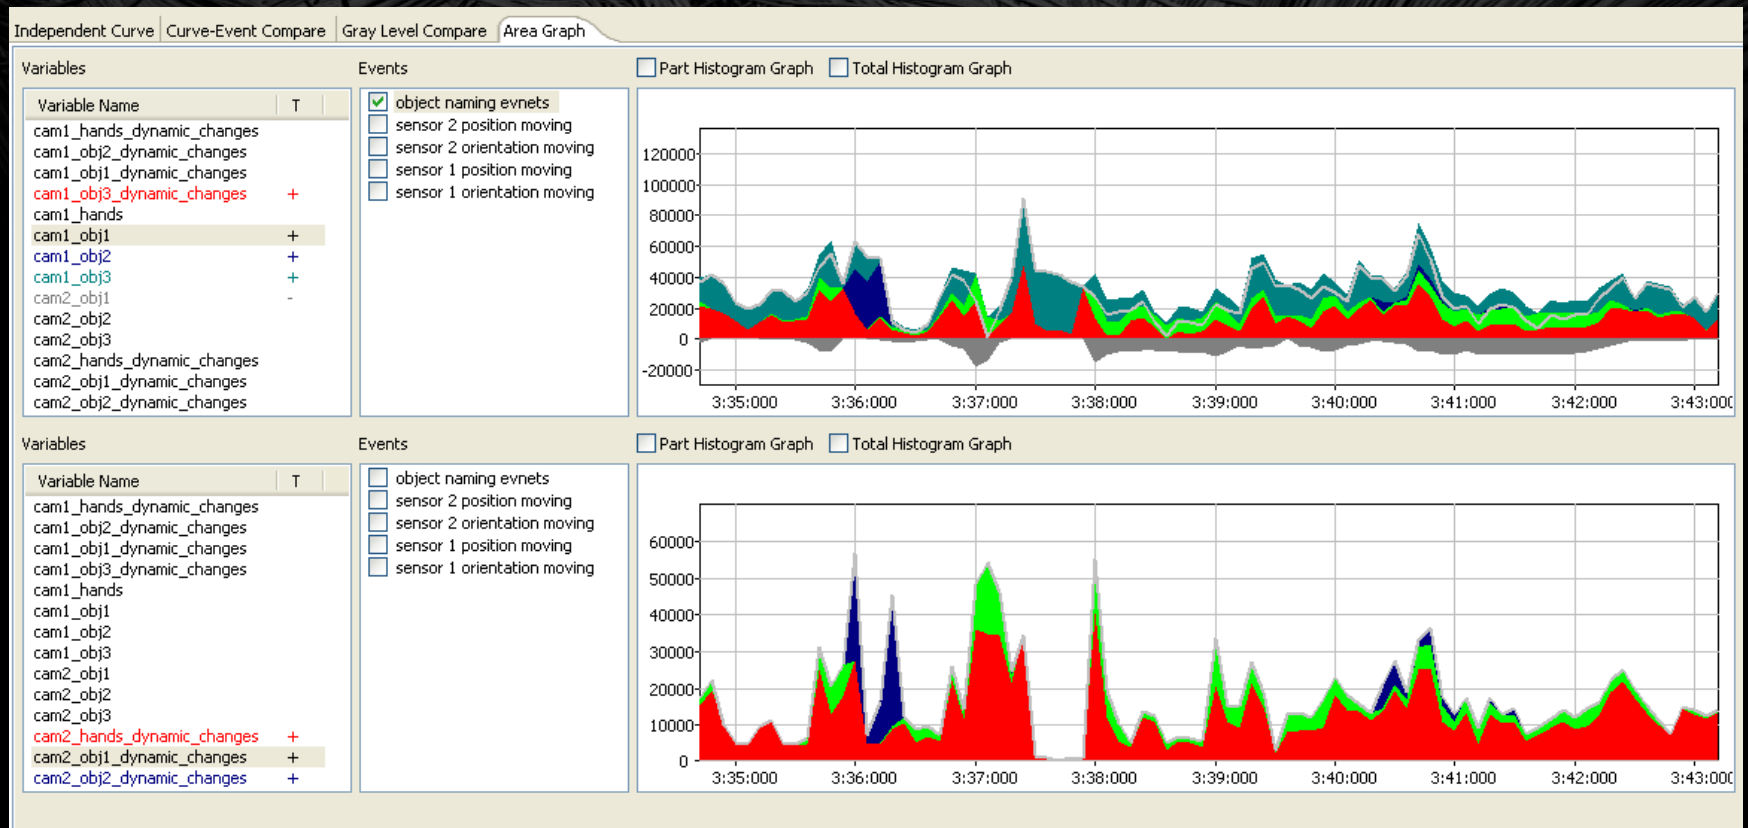 Independent Curve Curve-Event Compare Gray Level Compare Area Graph
Variables Events Part Histogram Graph Total Histogram Graph
Variable Name T
cam1_hands_dynamic_changes
cam1_obj2_dynamic_changes
cam1_obj1_dynamic_changes
cam1_obj3_dynamic_changes +
cam1_hands
cam1_obj1 +
cam1_obj2 +
cam1_obj3 +
cam2_obj1 -
cam2_obj2
cam2_obj3
cam2_hands_dynamic_changes
cam2_obj1_dynamic_changes
cam2_obj2_dynamic_changes
object naming evnets
sensor 2 position moving
sensor 2 orientation moving
sensor 1 position moving
sensor 1 orientation moving
120000
100000
80000
60000
40000
20000
0
-20000
3:35:000 3:36:000 3:37:000 3:38:000 3:39:000 3:40:000 3:41:000 3:42:000 3:43:000
Variables Events Part Histogram Graph Total Histogram Graph
Variable Name T
cam1_hands_dynamic_changes
cam1_obj2_dynamic_changes
cam1_obj1_dynamic_changes
cam1_obj3_dynamic_changes
cam1_hands
cam1_obj1
cam1_obj2
cam1_obj3
cam2_obj1
cam2_obj2
cam2_obj3
cam2_hands_dynamic_changes +
cam2_obj1_dynamic_changes +
cam2_obj2_dynamic_changes +
object naming evnets
sensor 2 position moving
sensor 2 orientation moving
sensor 1 position moving
sensor 1 orientation moving
60000
50000
40000
30000
20000
10000
0
3:35:000 3:36:000 3:37:000 3:38:000 3:39:000 3:40:000 3:41:000 3:42:000 3:43:000